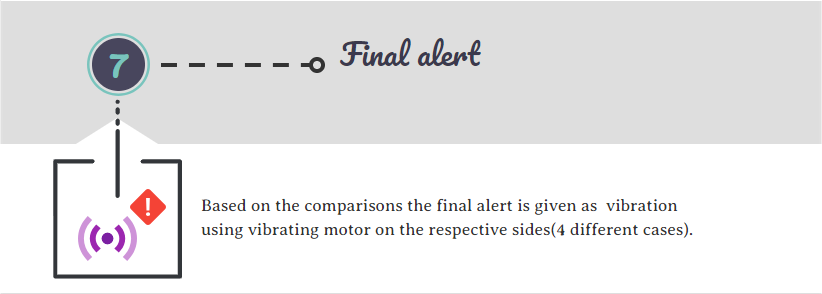 7
Final alert
!
Based on the comparisons the final alert is given as  vibration
using vibrating motor on the respective sides(4 different cases).